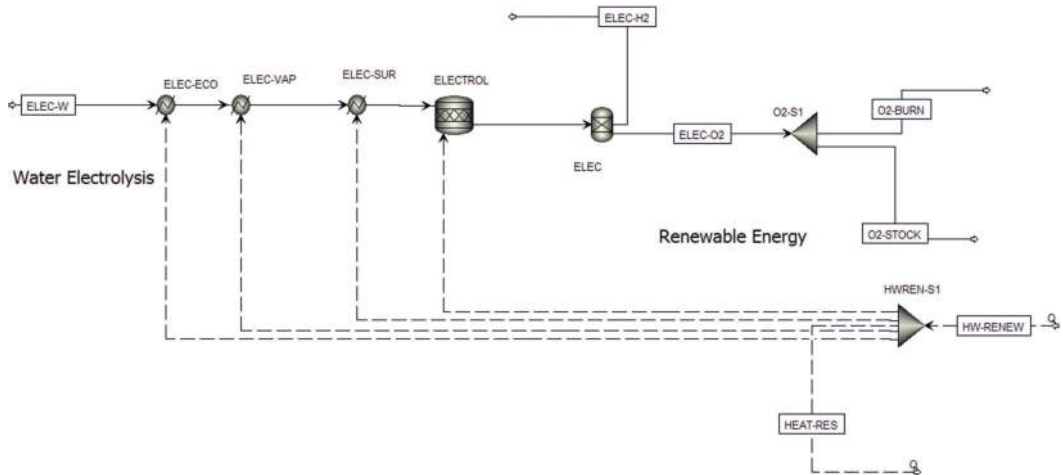 ELEC-H2
ELEC-ECO
ELEC-VAP
ELEC-SUR
ELECTROL
ELEC-W
O2-S1
O2-BURN
ELEC-O2
ELEC
Water Electrolysis
Renewable Energy
O2-STOCK
HWREN-S1
HW-RENEW
Q
HEAT-RES
Q